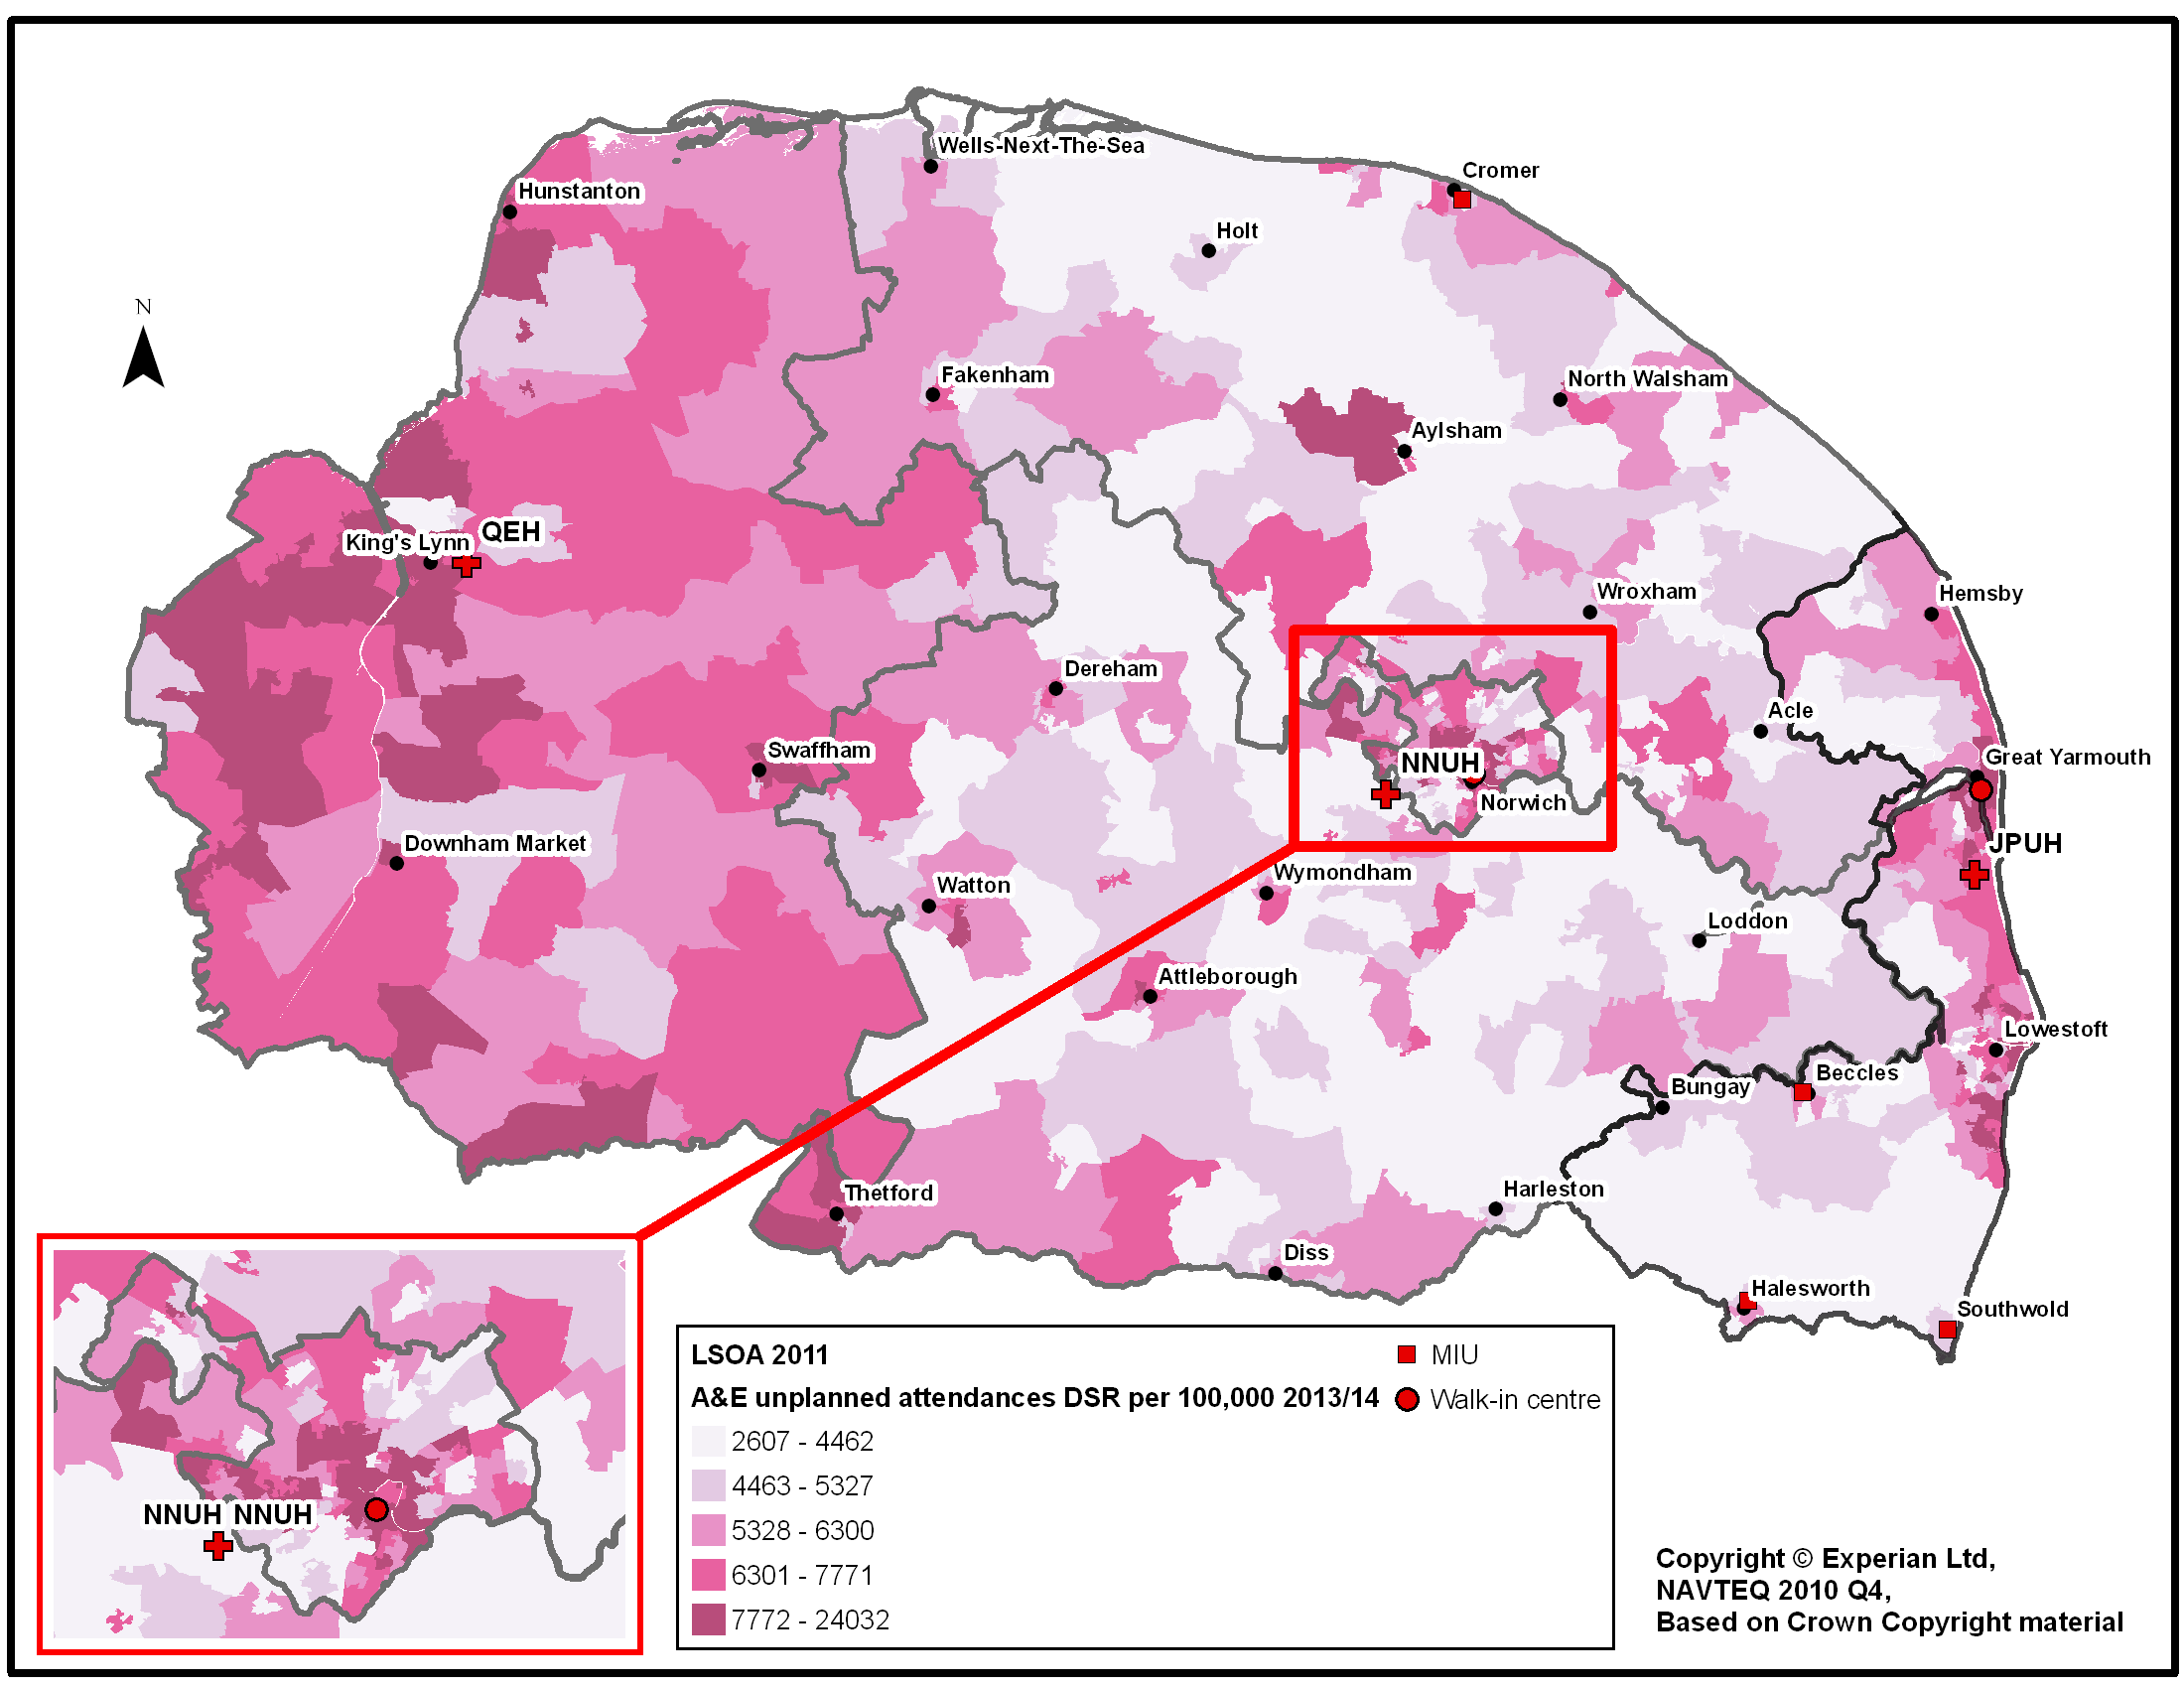 Wells-Next-The-Sea
Cromer
Hunstanton
Holt
N
Fakenham
North Walsham
Aylsham
QEH
King's Lynn
Wroxham
Hemsby
Dereham
Acle
Swaffham
Great Yarmouth
NNUH
Norwich
Downham Market
JPUH
Wymondham
Watton
Loddon
Attleborough
Lowestoft
Beccles
Bungay
Thetford
Harleston
Diss
Halesworth
Southwold
NNUH NNUH
LSOA 2011
MIU
A&E unplanned attendances DSR per 100,000 2013/14
Walk-in centre
2607 - 4462
4463 - 5327
5328 - 6300
6301 - 7771
7772 - 24032
Copyright © Experian Ltd,
NAVTEQ 2010 Q4,
Based on Crown Copyright material